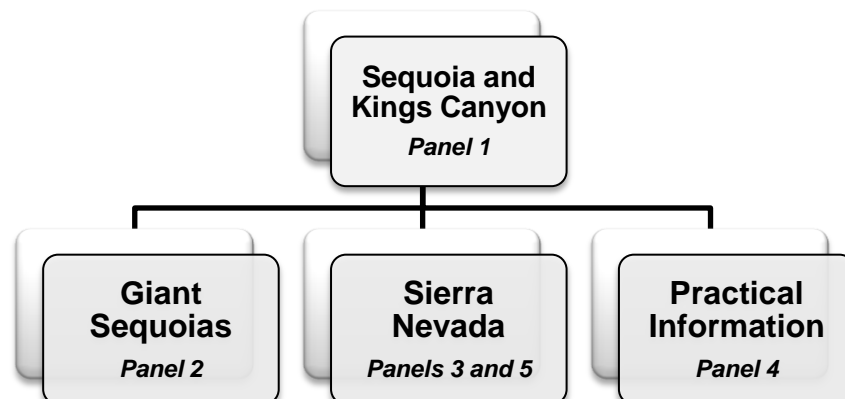 Sequoia and
Kings Canyon
Panel 1
Giant
Sequoias
Panel 2
Sierra
Nevada
Panels 3 and 5
Practical
Information
Panel 4